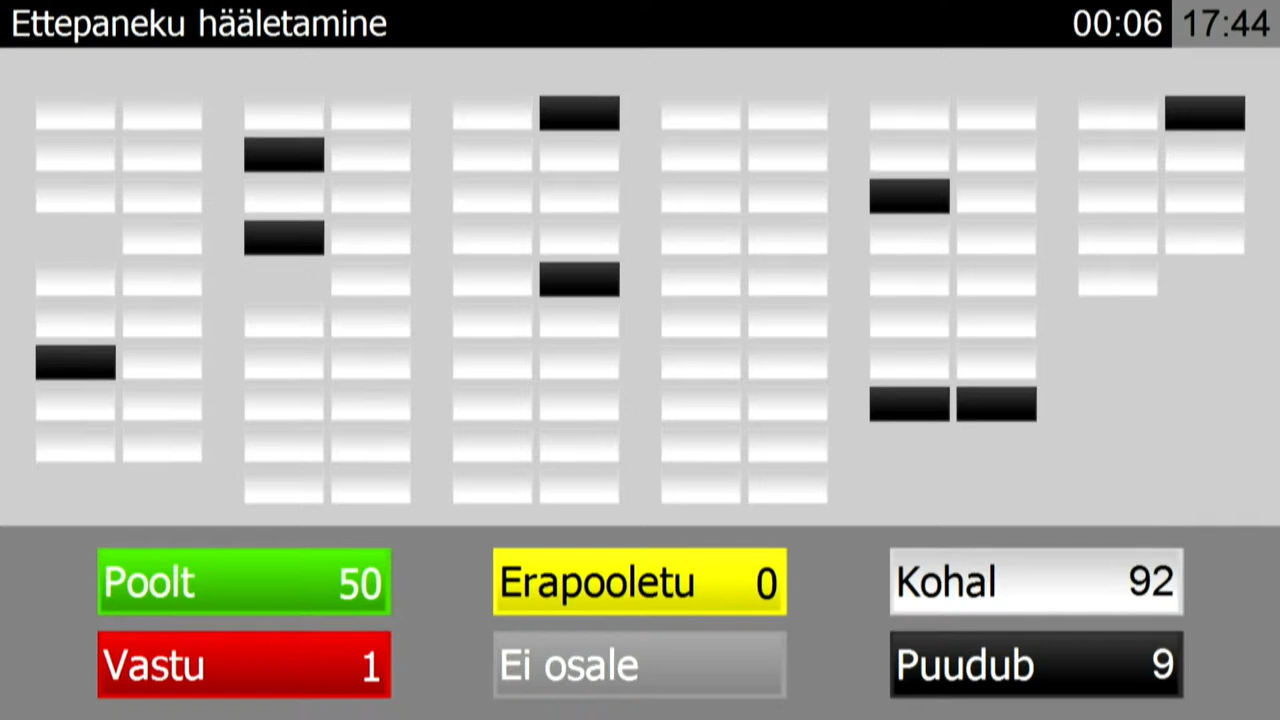 Ettepaneku hääletamine 00:06 17:44
Poolt 50 Erapooletu 0 Kohal 92
Vastu 1 Ei osale Puudub 9